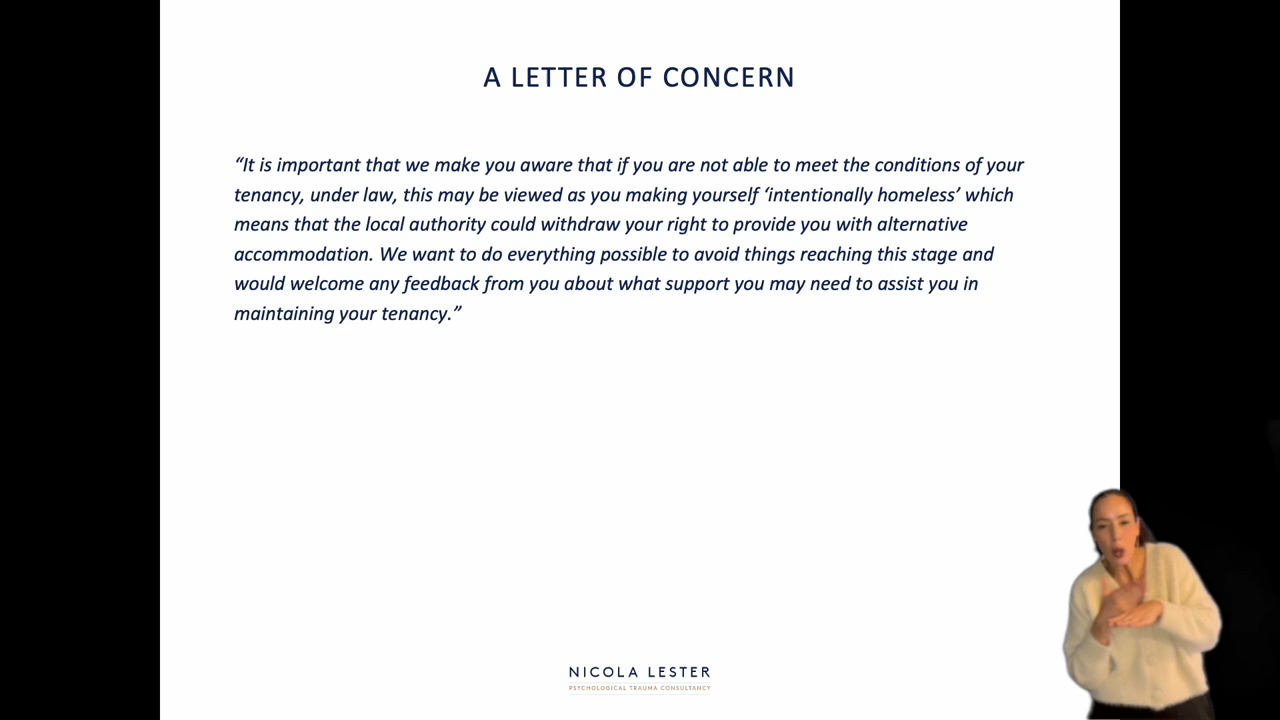 A LETTER OF CONCERN
“It is important that we make you aware that if you are not able to meet the conditions of your
tenancy, under law, this may be viewed as you making yourself ‘intentionally homeless’ which
means that the local authority could withdraw your right to provide you with alternative
accommodation. We want to do everything possible to avoid things reaching this stage and
would welcome any feedback from you about what support you may need to assist you in
maintaining your tenancy.”
NICOLA LESTER
PSYCHOLOGICAL TRAUMA CONSULTANCY